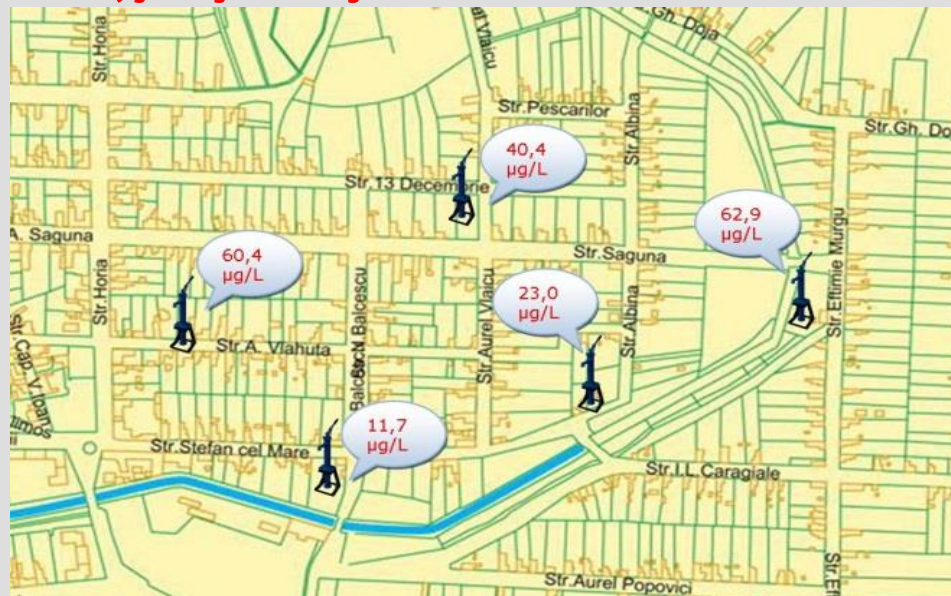 Str.Horia
Str.Gh. Doja
Str.Pescarilor
Str.Albina
Str.Gh. Do
40,4
µg/L
Str.13 Decembrie
62,9
µg/L
A. Saguna
Str.Saguna
60,4
µg/L
Str.Horia
23,0
µg/L
Str.Eftimie Murgu
Str.Aurel Vlaicu
Str.Albina
Str.A. Vlahuta
Balcescu
Str.Cap. V.Ioans
11,7
µg/L
Str.Stefan cel Mare
Str.I.L.Caragiale
Str.Aurel Popovici